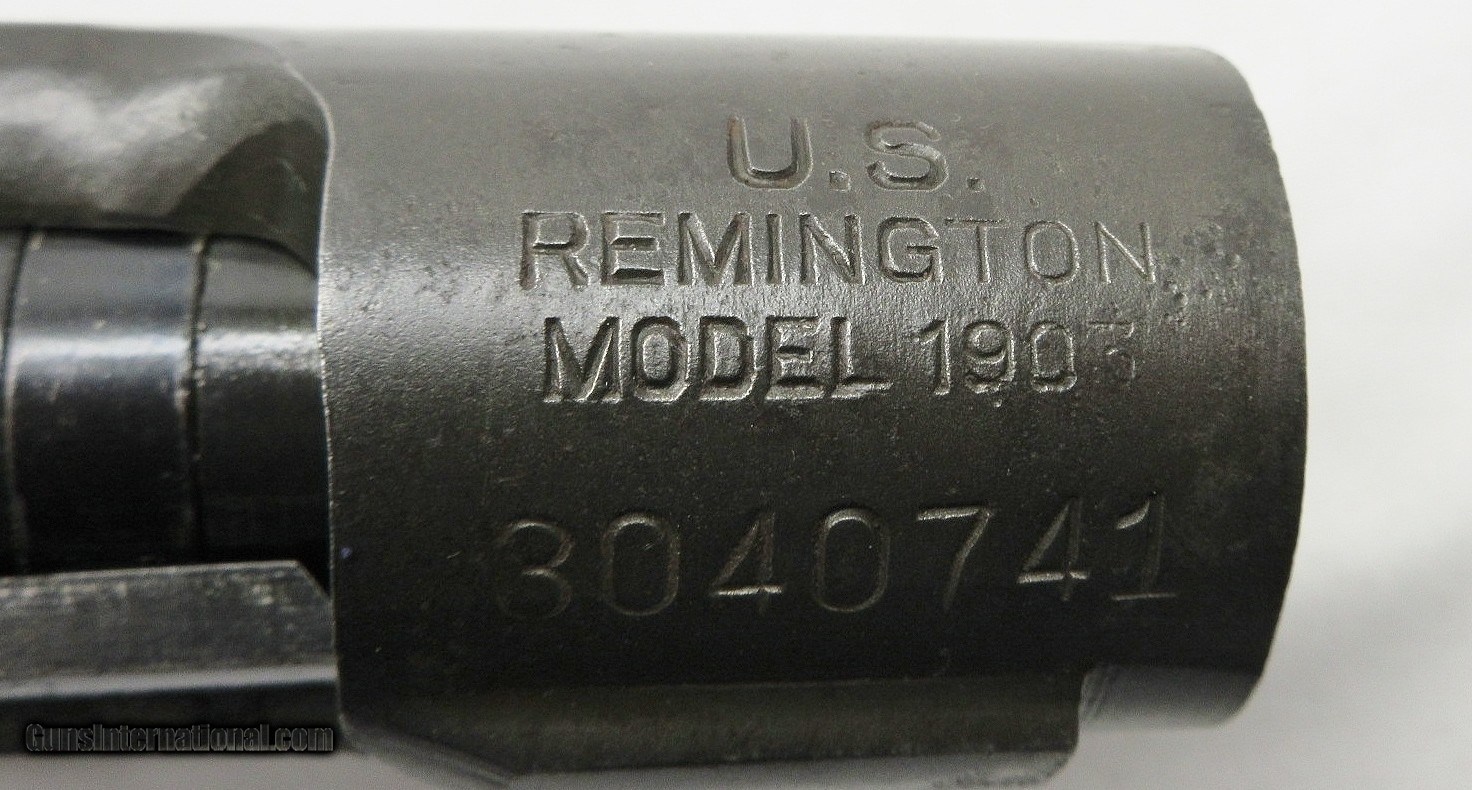 U.S.
REMINGTON
MODEL 1903
3040741
GunsInternational.com